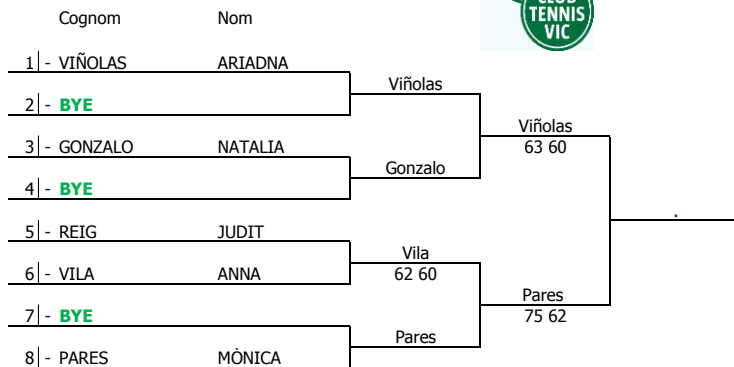 CLUB
TENNIS
VIC
Cognom Nom
1 - VIÑOLAS ARIADNA
Viñolas
2 - BYE
Viñolas
3 - GONZALO NATALIA
63 60
Gonzalo
4 - BYE
.
5 - REIG JUDIT
Vila
6 - VILA ANNA
62 60
Pares
7 - BYE
75 62
Pares
8 - PARES MÒNICA